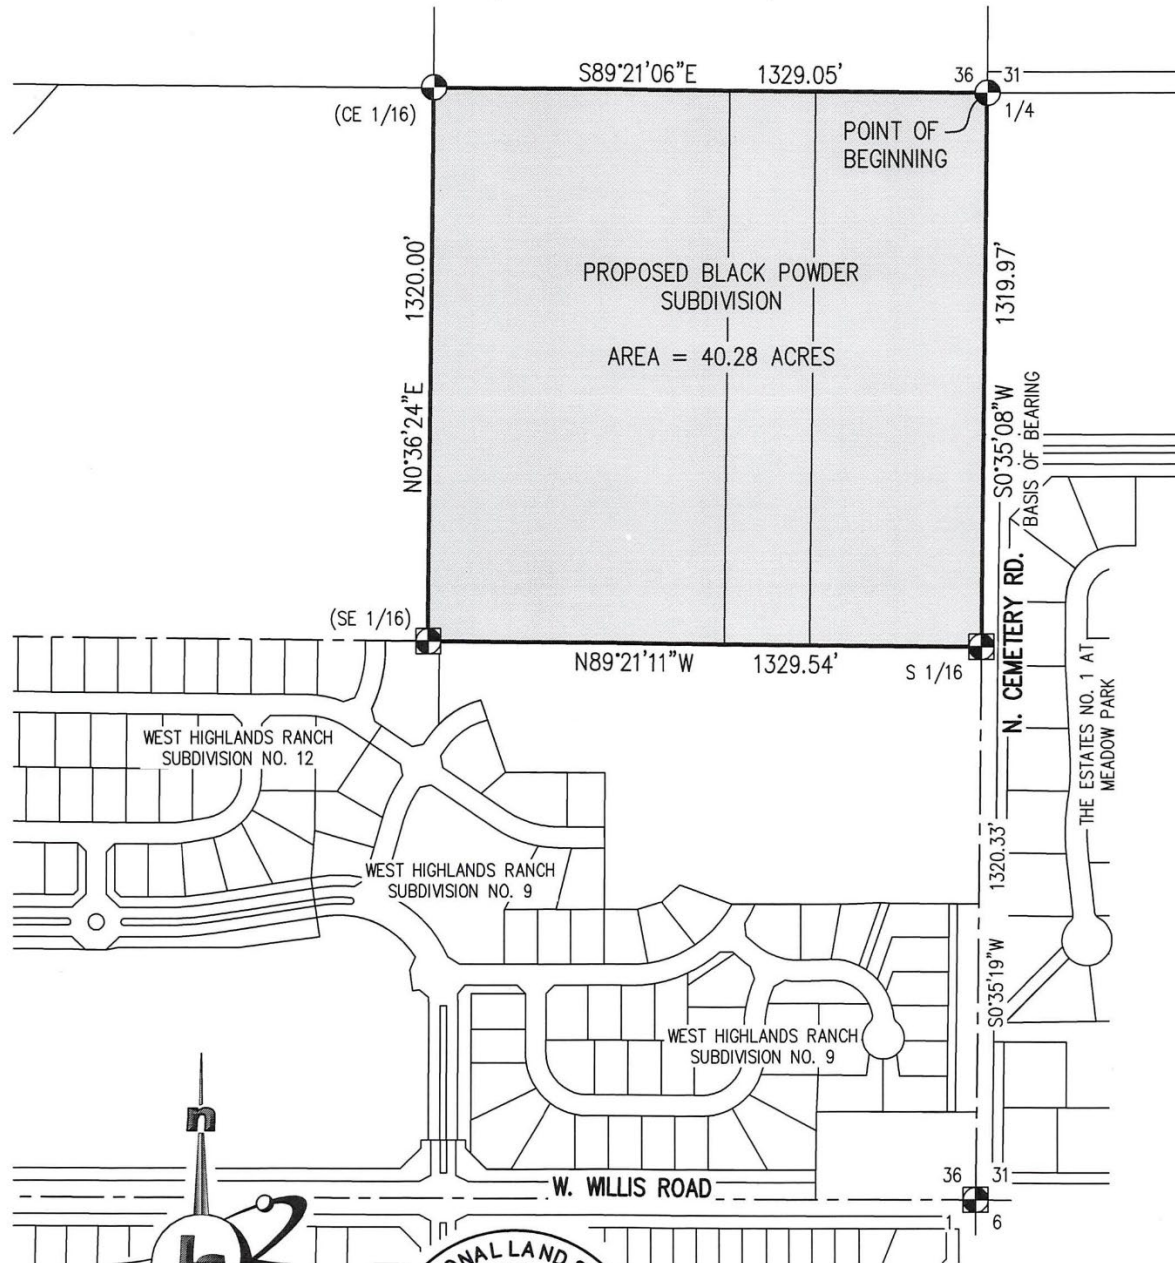 S89°21'06"E 1329.05'
36 31
(CE 1/16)
1/4
POINT OF
BEGINNING
1320.00'
N0°36'24"E
PROPOSED BLACK POWDER
SUBDIVISION
AREA = 40.28 ACRES
1319.97'
S0°35'08"W
BASIS OF BEARING
(SE 1/16)
N89°21'11"W 1329.54'
S 1/16
N. CEMETERY RD.
THE ESTATES NO. 1 AT
MEADOW PARK
WEST HIGHLANDS RANCH
SUBDIVISION NO. 12
WEST HIGHLANDS RANCH
SUBDIVISION NO. 9
1320.33'
S0°35'19"W
WEST HIGHLANDS RANCH
SUBDIVISION NO. 9
n
W. WILLIS ROAD
36 31
1 6
ONAL LAND